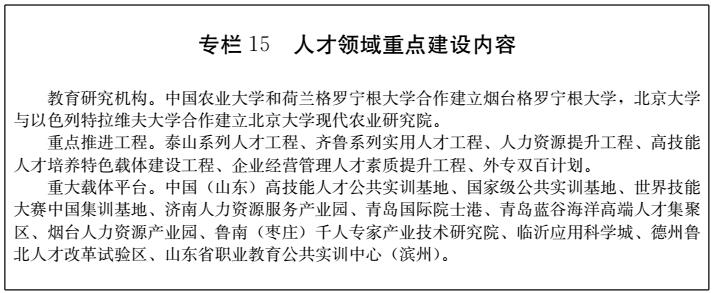 专栏 15 人才领域重点建设内容
教育研究机构。中国农业大学和荷兰格罗宁根大学合作建立烟台格罗宁根大学，北京大学
与以色列特拉维夫大学合作建立北京大学现代农业研究院。
重点推进工程。泰山系列人才工程、齐鲁系列实用人才工程、人力资源提升工程、高技能
人才培养特色载体建设工程、企业经营管理人才素质提升工程、外专双百计划。
重大载体平台。中国（山东）高技能人才公共实训基地、国家级公共实训基地、世界技能
大赛中国集训基地、济南人力资源服务产业园、青岛国际院士港、青岛蓝谷海洋高端人才集聚
区、烟台人力资源产业园、鲁南（枣庄）千人专家产业技术研究院、临沂应用科学城、德州鲁
北人才改革试验区、山东省职业教育公共实训中心（滨州）。